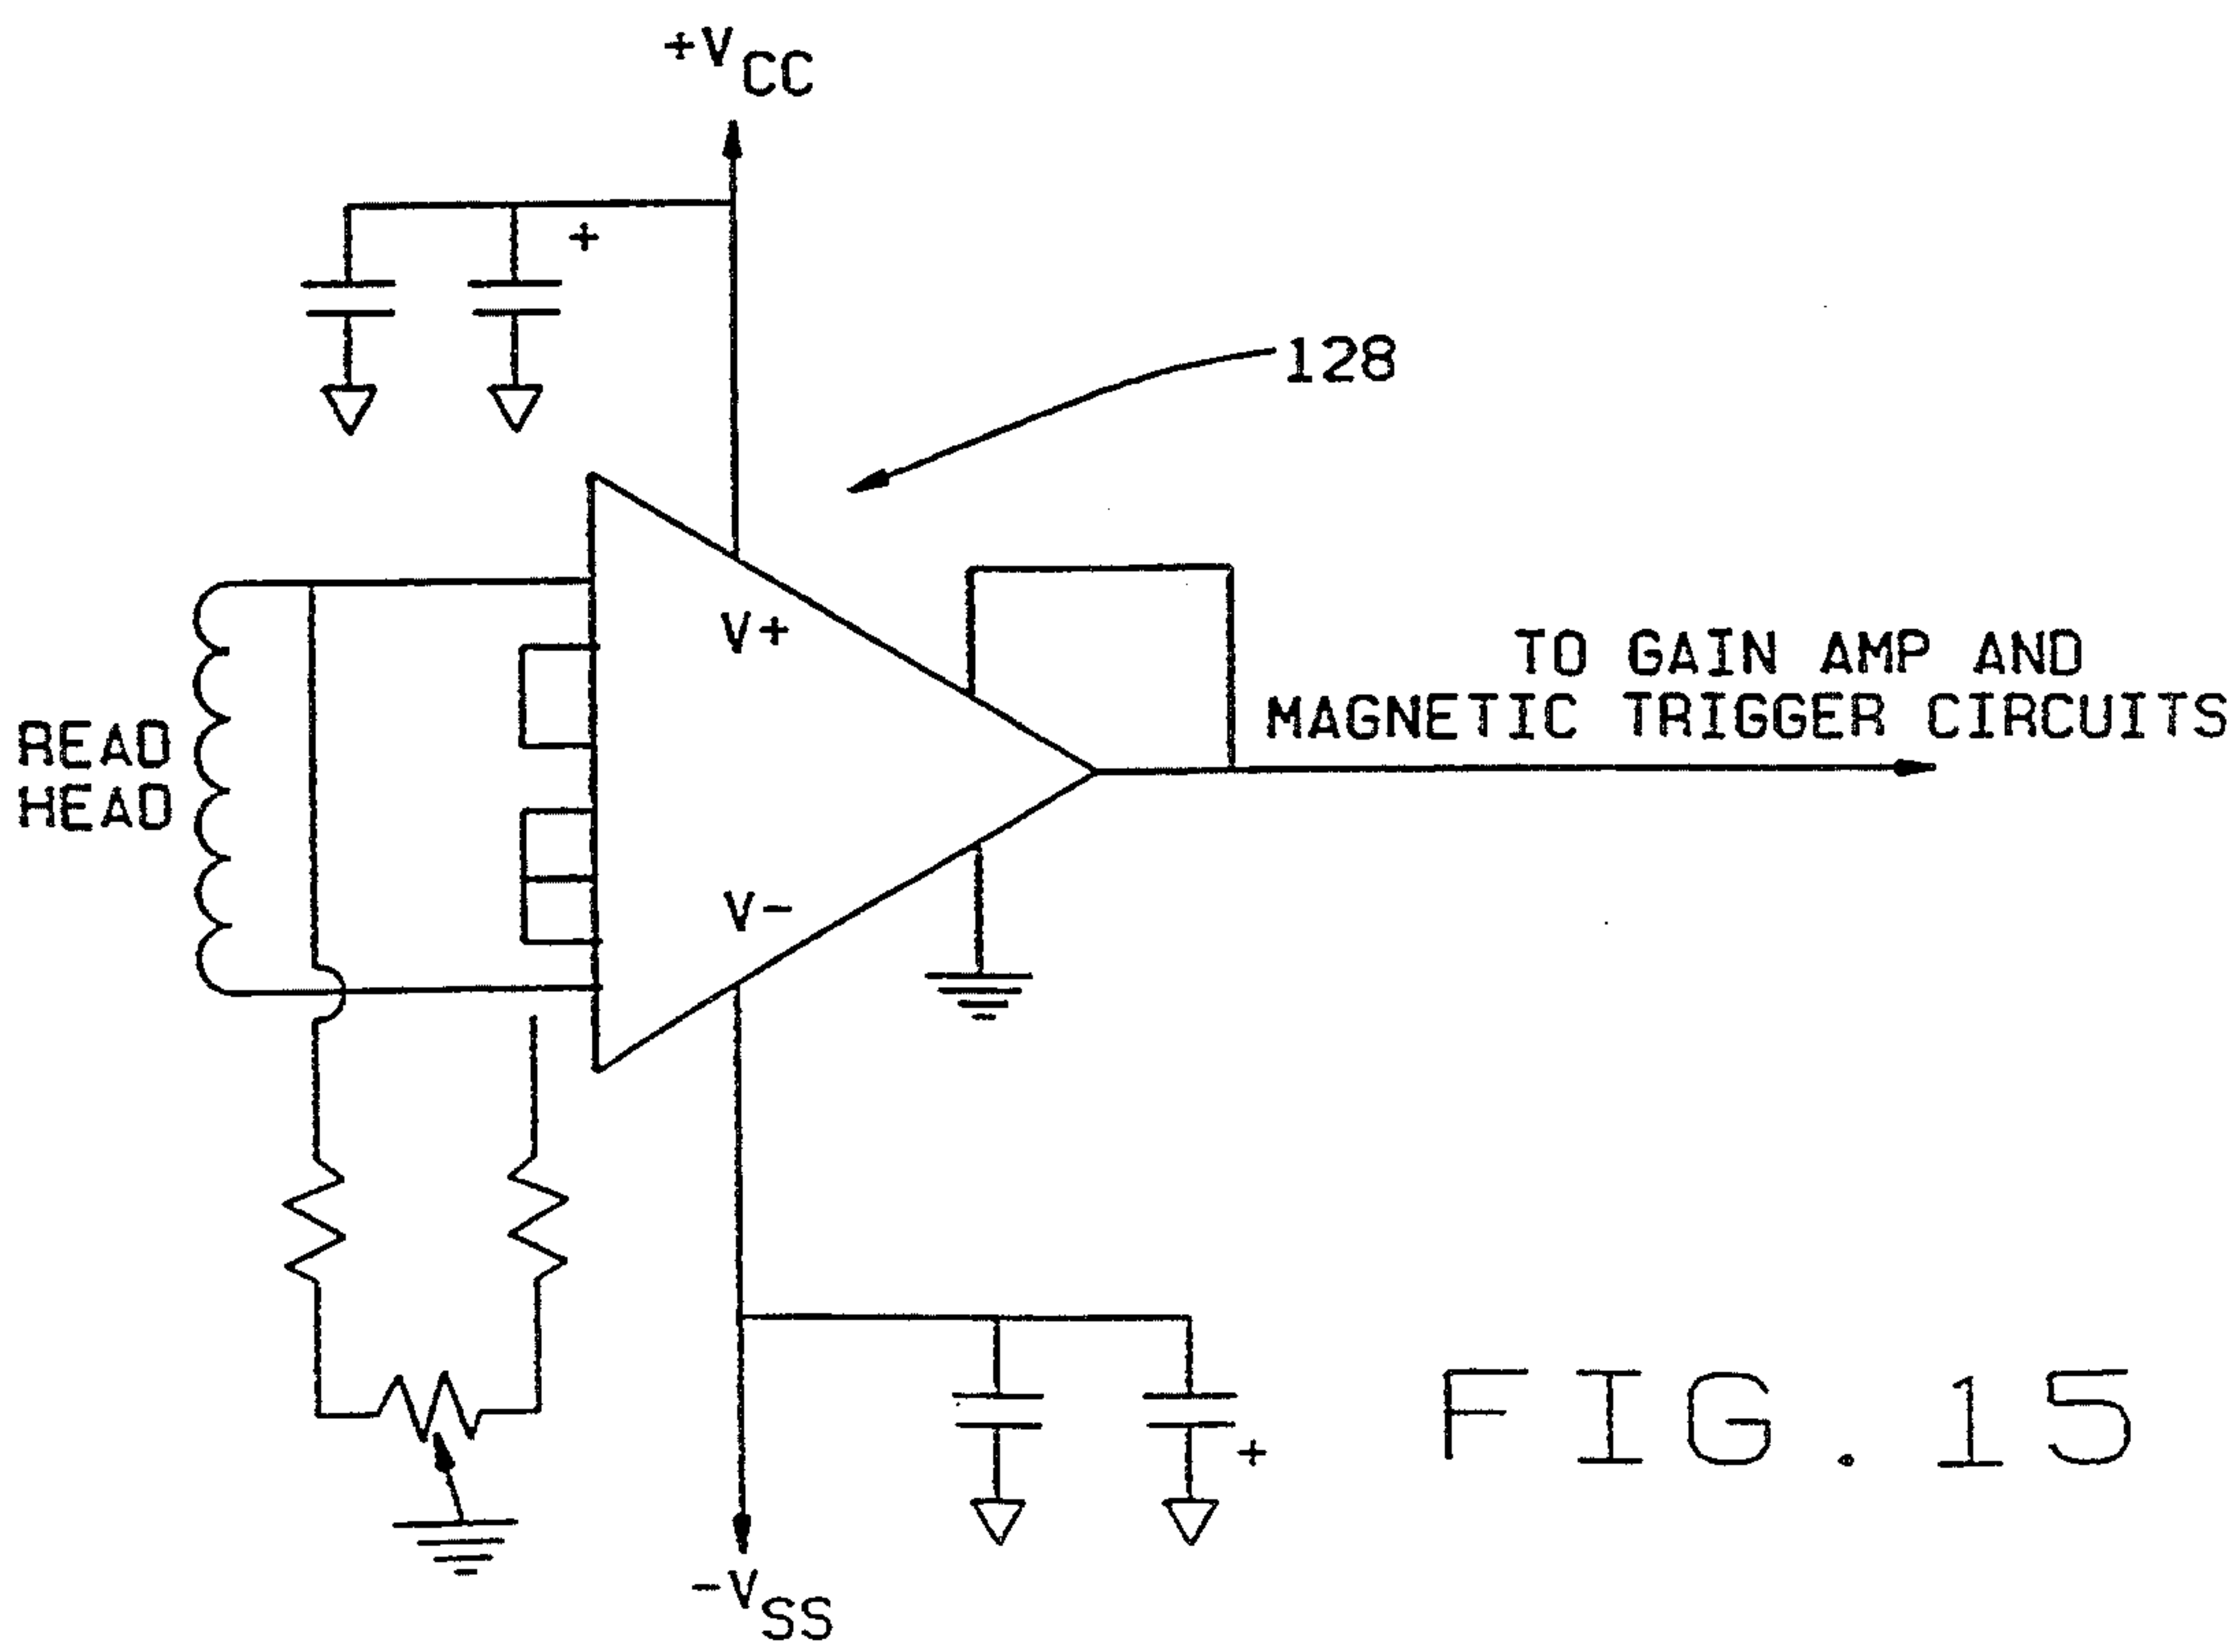 +VCC
+
128
V+
TO GAIN AMP AND
MAGNETIC TRIGGER CIRCUITS
READ
HEAD
V-
+
-VSS
FIG.15